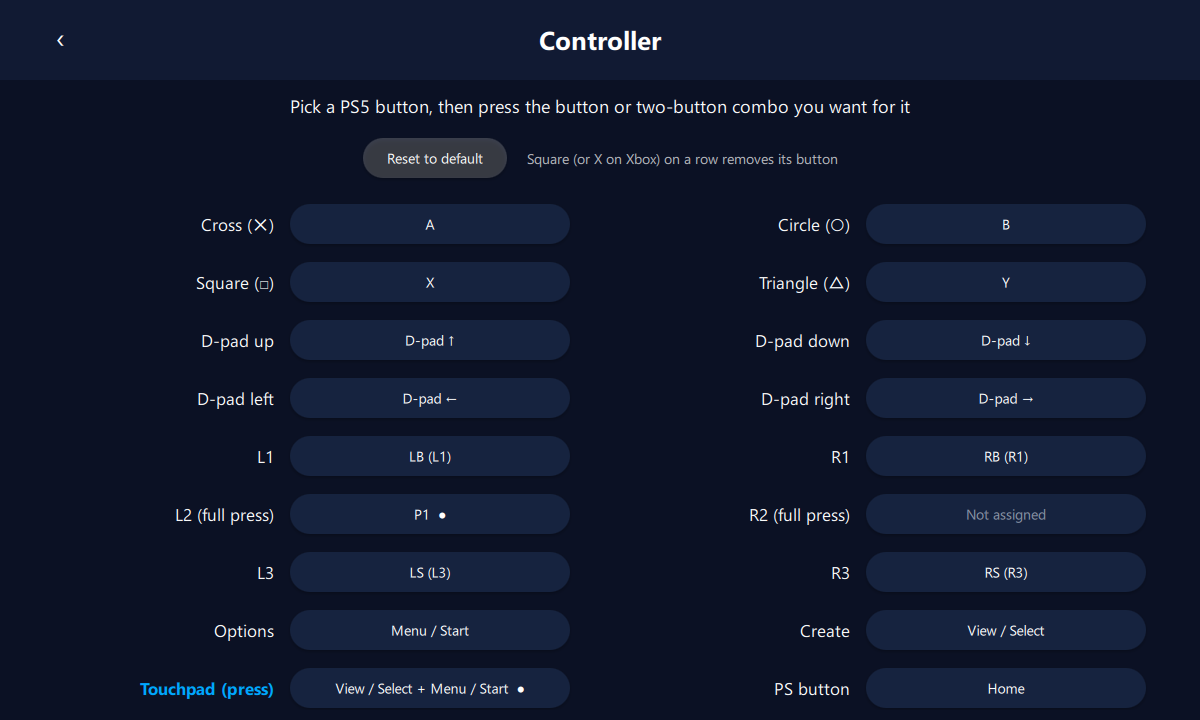 ‹
Controller
Pick a PS5 button, then press the button or two-button combo you want for it
Reset to default
Square (or X on Xbox) on a row removes its button
Cross (✕) A Circle (○) B
Square (□) X Triangle (△) Y
D-pad up D-pad ↑ D-pad down D-pad ↓
D-pad left D-pad ← D-pad right D-pad →
L1 LB (L1) R1 RB (R1)
L2 (full press) P1 ● R2 (full press) Not assigned
L3 LS (L3) R3 RS (R3)
Options Menu / Start Create View / Select
Touchpad (press) View / Select + Menu / Start ● PS button Home